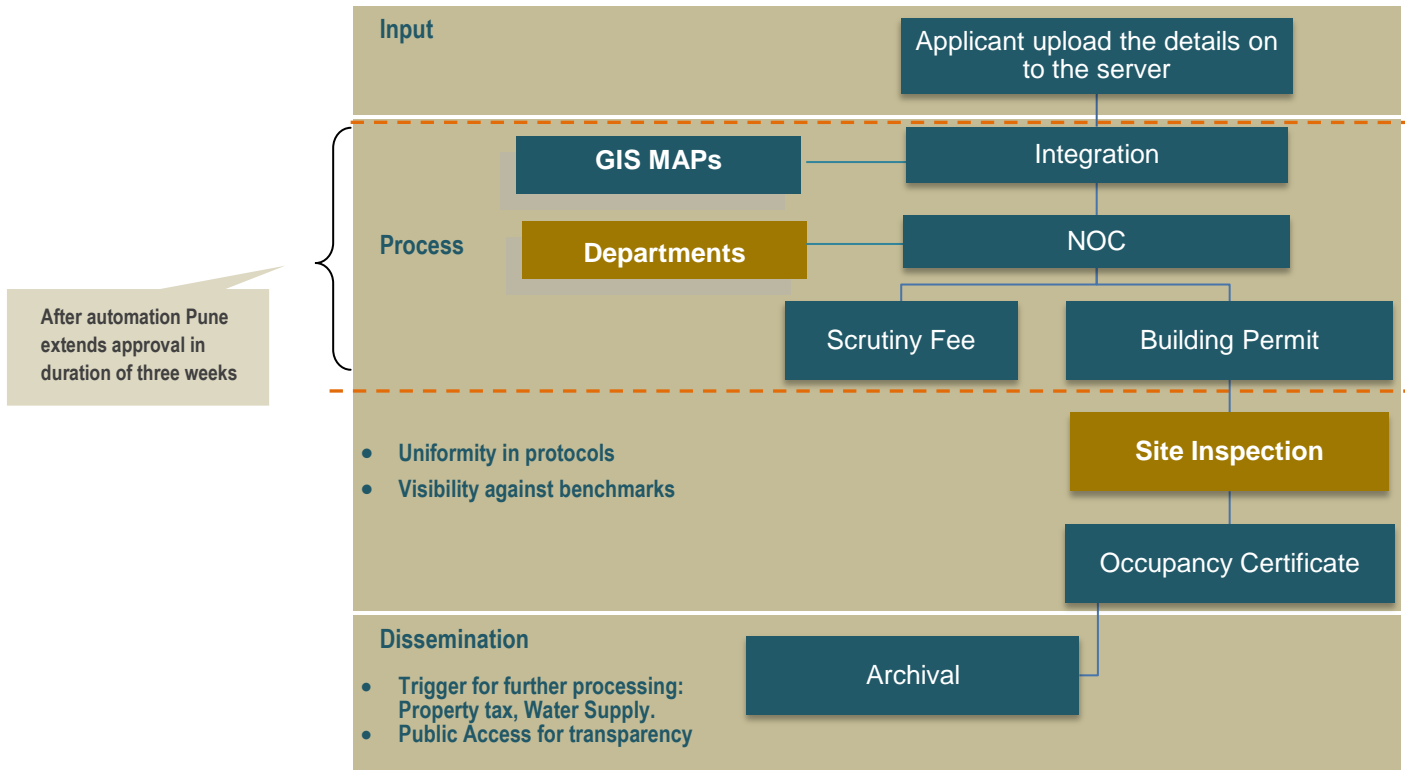 Input
Applicant upload the details on
to the server
GIS MAPs
Integration
Process
Departments
NOC
After automation Pune
extends approval in
duration of three weeks
Scrutiny Fee
Building Permit
• Uniformity in protocols
• Visibility against benchmarks
Site Inspection
Occupancy Certificate
Dissemination
• Trigger for further processing:
Property tax, Water Supply.
• Public Access for transparency
Archival